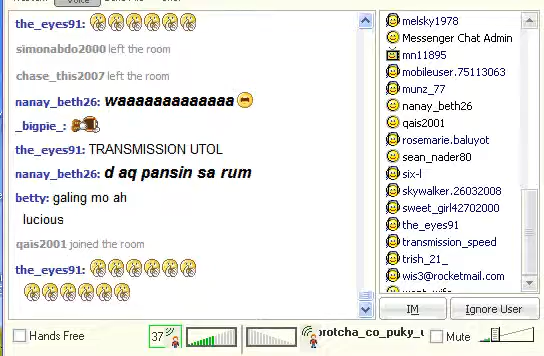 Voice
the_eyes91:
simonabdo2000 left the room
chase_this2007 left the room
nanay_beth26: waaaaaaaaaaaaa
_bigpie_:
the_eyes91: TRANSMISSION UTOL
nanay_beth26: d aq pansin sa rum
betty: galing mo ah
lucious
qais2001 joined the room
the_eyes91:
melsky1978
Messenger Chat Admin
mn11895
mobileuser.75113063
munz_77
nanay_beth26
qais2001
rosemarie.baluyot
sean_nader80
six-l
skywalker.26032008
sweet_girl42702000
the_eyes91
transmission_speed
trish_21_
wis3@rocketmail.com
IM
Ignore User
Hands Free
37
protcha_co_puky_u
Mute